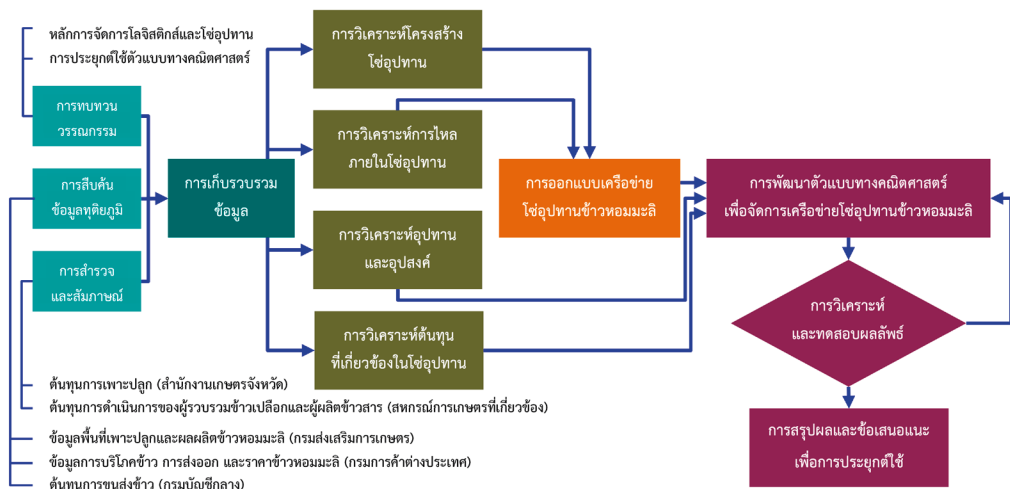 หลักการจัดการโลจิสติกส์และโซ่อุปทาน
การประยุกต์ใช้ตัวแบบทางคณิตศาสตร์
การทบทวน
วรรณกรรม
การสืบค้น
ข้อมูลทุติยภูมิ
การสำรวจ
และสัมภาษณ์
การเก็บรวบรวม
ข้อมูล
การวิเคราะห์โครงสร้าง
โซ่อุปทาน
การวิเคราะห์การไหล
ภายในโซ่อุปทาน
การวิเคราะห์อุปทาน
และอุปสงค์
การวิเคราะห์ต้นทุน
ที่เกี่ยวข้องในโซ่อุปทาน
การออกแบบเครือข่าย
โซ่อุปทานข้าวหอมมะลิ
การพัฒนาตัวแบบทางคณิตศาสตร์
เพื่อจัดการเครือข่ายโซ่อุปทานข้าวหอมมะลิ
การวิเคราะห์
และทดสอบผลลัพธ์
การสรุปผลและข้อเสนอแนะ
เพื่อการประยุกต์ใช้
ต้นทุนการเพาะปลูก (สำนักงานเกษตรจังหวัด)
ต้นทุนการดำเนินการของผู้รวบรวมข้าวเปลือกและผู้ผลิตข้าวสาร (สหกรณ์การเกษตรที่เกี่ยวข้อง)
ข้อมูลพื้นที่เพาะปลูกและผลผลิตข้าวหอมมะลิ (กรมส่งเสริมการเกษตร)
ข้อมูลการบริโภคข้าว การส่งออก และราคาข้าวหอมมะลิ (กรมการค้าต่างประเทศ)
ต้นทุนการขนส่งข้าว (กรมบัญชีกลาง)